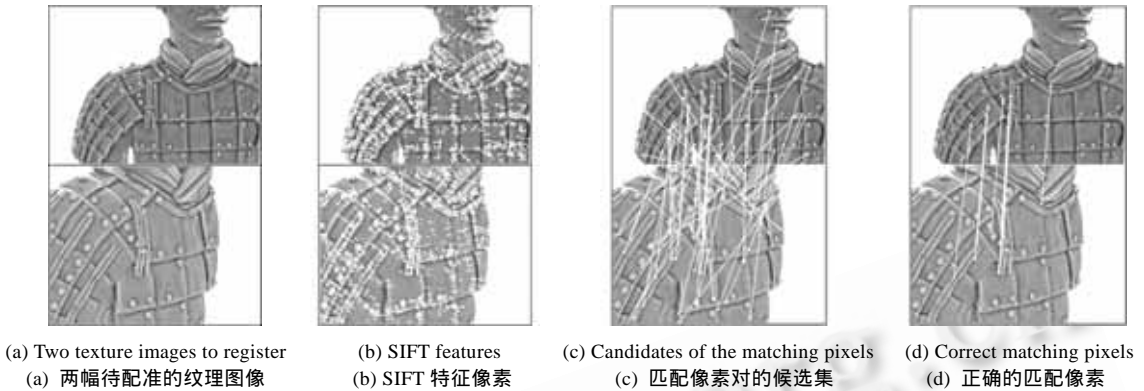 (a) Two texture images to register
(b) SIFT features
(c) Candidates of the matching pixels
(d) Correct matching pixels
(a) 两幅待配准的纹理图像
(b) SIFT 特征像素
(c) 匹配像素对的候选集
(d) 正确的匹配像素